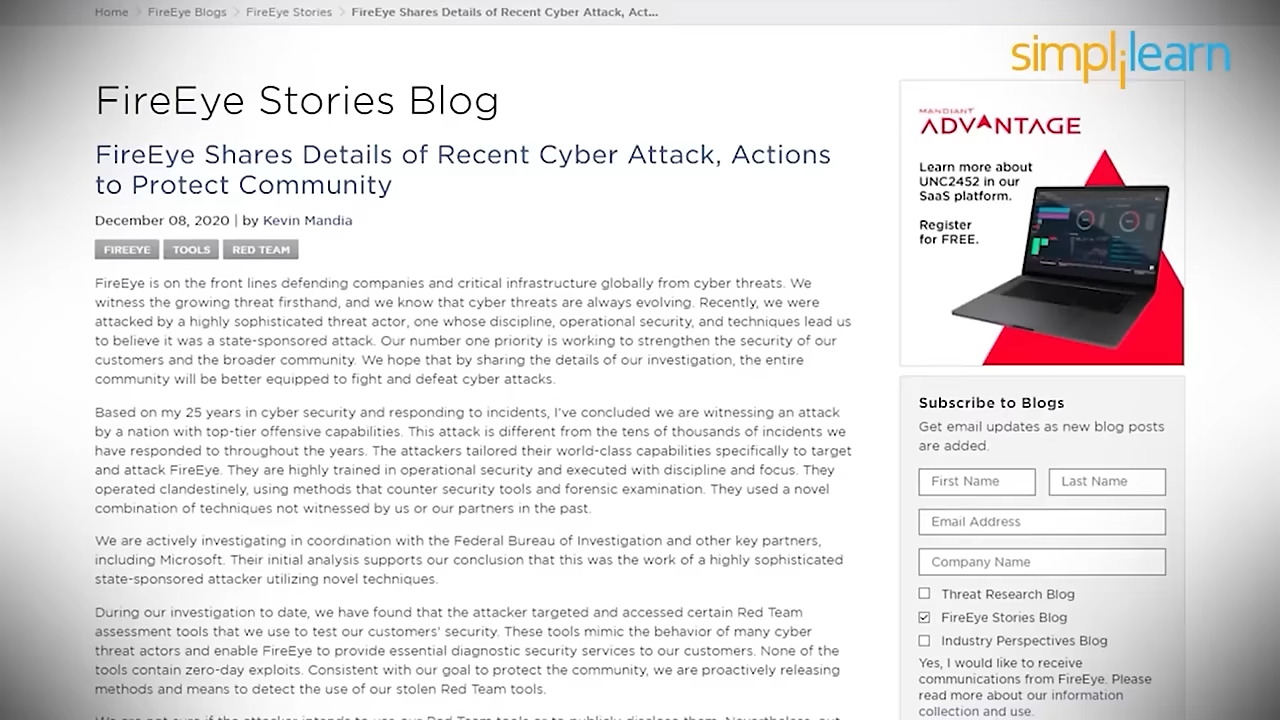 Home > FireEye Blogs > FireEye Stories > FireEye Shares Details of Recent Cyber Attack, Act...
simplilearn
FireEye Stories Blog
FireEye Shares Details of Recent Cyber Attack, Actions
to Protect Community
December 08, 2020 | by Kevin Mandia
FIREEYE TOOLS RED TEAM
FireEye is on the front lines defending companies and critical infrastructure globally from cyber threats. We
witness the growing threat firsthand, and we know that cyber threats are always evolving. Recently, we were
attacked by a highly sophisticated threat actor, one whose discipline, operational security, and techniques lead us
to believe it was a state-sponsored attack. Our number one priority is working to strengthen the security of our
customers and the broader community. We hope that by sharing the details of our investigation, the entire
community will be better equipped to fight and defeat cyber attacks.
Based on my 25 years in cyber security and responding to incidents, I've concluded we are witnessing an attack
by a nation with top-tier offensive capabilities. This attack is different from the tens of thousands of incidents we
have responded to throughout the years. The attackers tailored their world-class capabilities specifically to target
and attack FireEye. They are highly trained in operational security and executed with discipline and focus. They
operated clandestinely, using methods that counter security tools and forensic examination. They used a novel
combination of techniques not witnessed by us or our partners in the past.
We are actively investigating in coordination with the Federal Bureau of Investigation and other key partners,
including Microsoft. Their initial analysis supports our conclusion that this was the work of a highly sophisticated
state-sponsored attacker utilizing novel techniques.
During our investigation to date, we have found that the attacker targeted and accessed certain Red Team
assessment tools that we use to test our customers' security. These tools mimic the behavior of many cyber
threat actors and enable FireEye to provide essential diagnostic security services to our customers. None of the
tools contain zero-day exploits. Consistent with our goal to protect the community, we are proactively releasing
methods and means to detect the use of our stolen Red Team tools.
MANDIANT
ADVANTAGE
Learn more about
UNC2452 in our
SaaS platform.
Register
for FREE.
Subscribe to Blogs
Get email updates as new blog posts
are added.
First Name Last Name
Email Address
Company Name
Threat Research Blog
FireEye Stories Blog
Industry Perspectives Blog
Yes, I would like to receive
communications from FireEye. Please
read more about our information
collection and use.